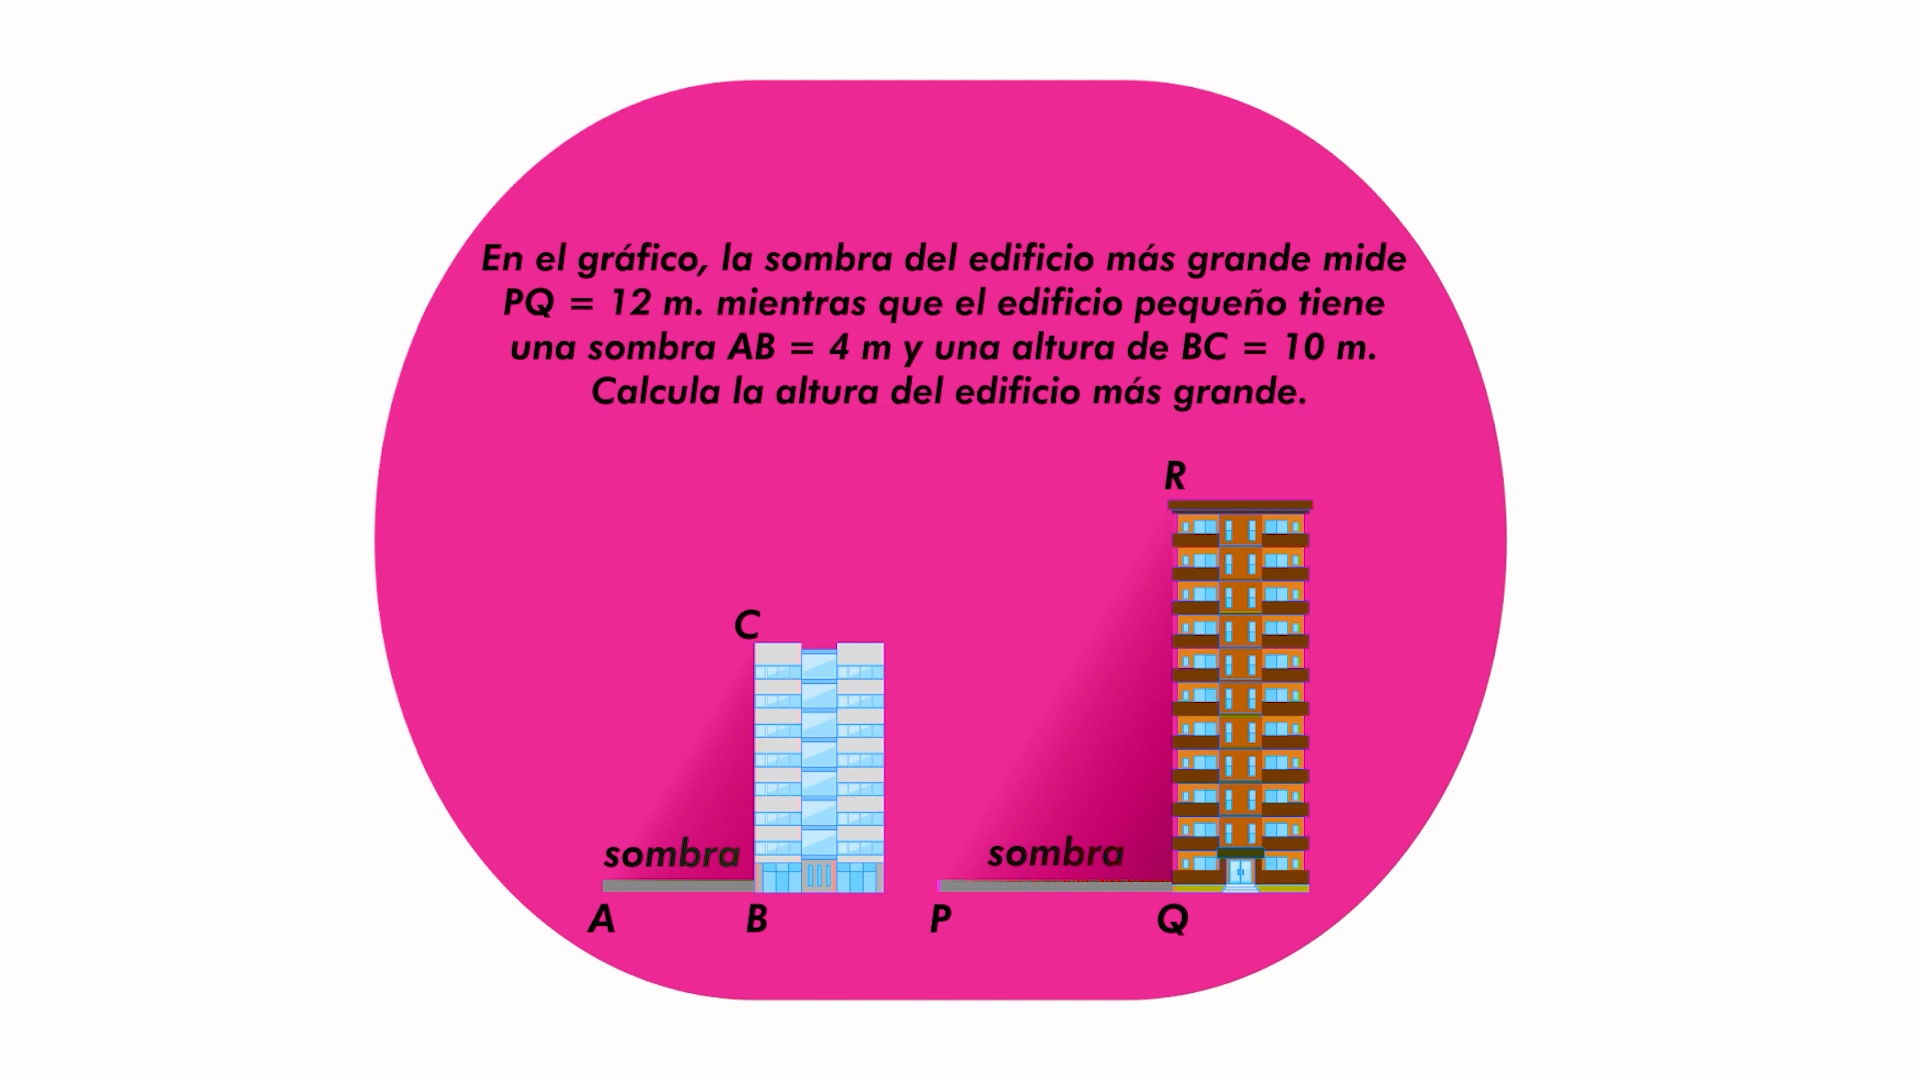 En el gráfico, la sombra del edificio más grande mide
PQ = 12 m. mientras que el edificio pequeño tiene
una sombra AB = 4 m y una altura de BC = 10 m.
Calcula la altura del edificio más grande.
R
C
sombra
sombra
A
B
P
Q